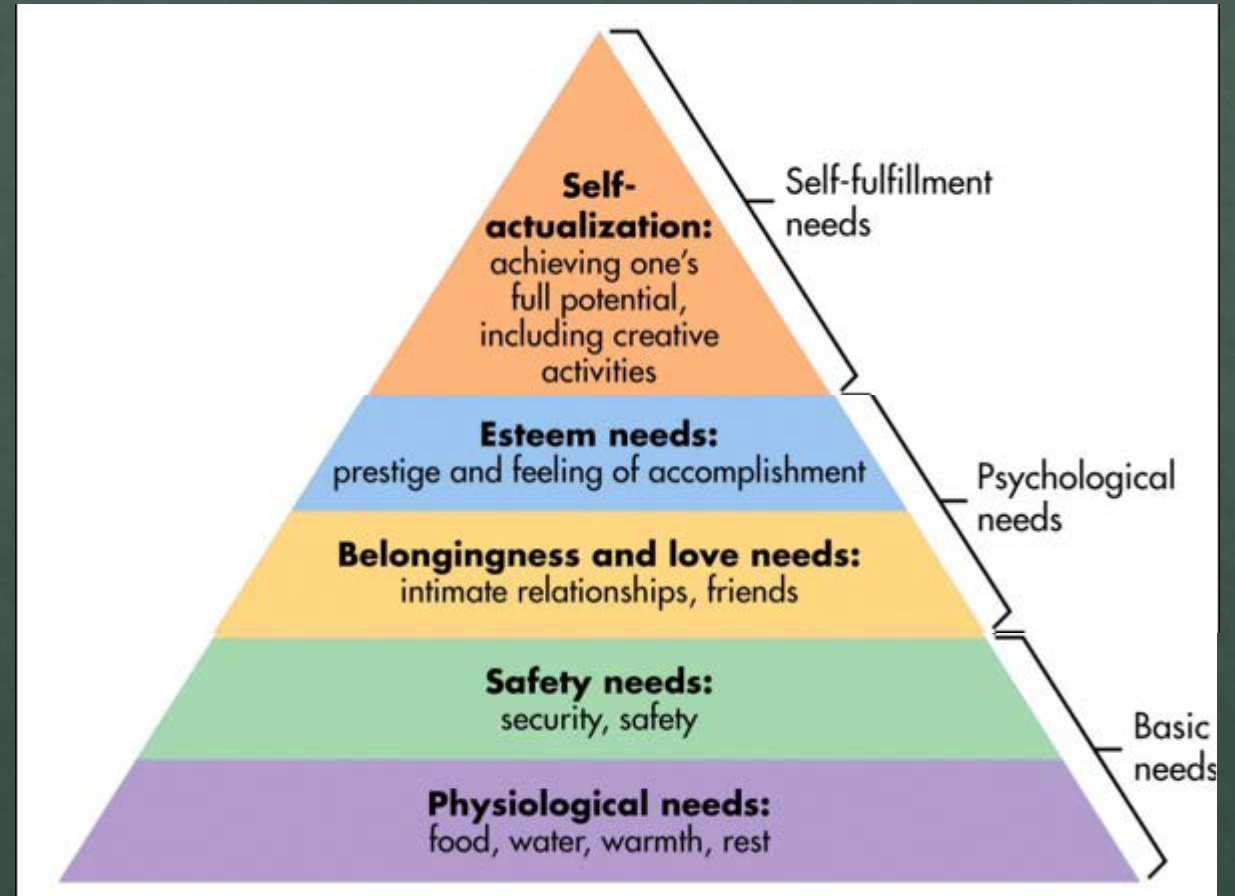 Self-
actualization:
achieving one's
full potential,
including creative
activities
Self-fulfillment
needs
Esteem needs:
prestige and feeling of accomplishment
Psychological
needs
Belongingness and love needs:
intimate relationships, friends
Safety needs:
security, safety
Basic
needs
Physiological needs:
food, water, warmth, rest